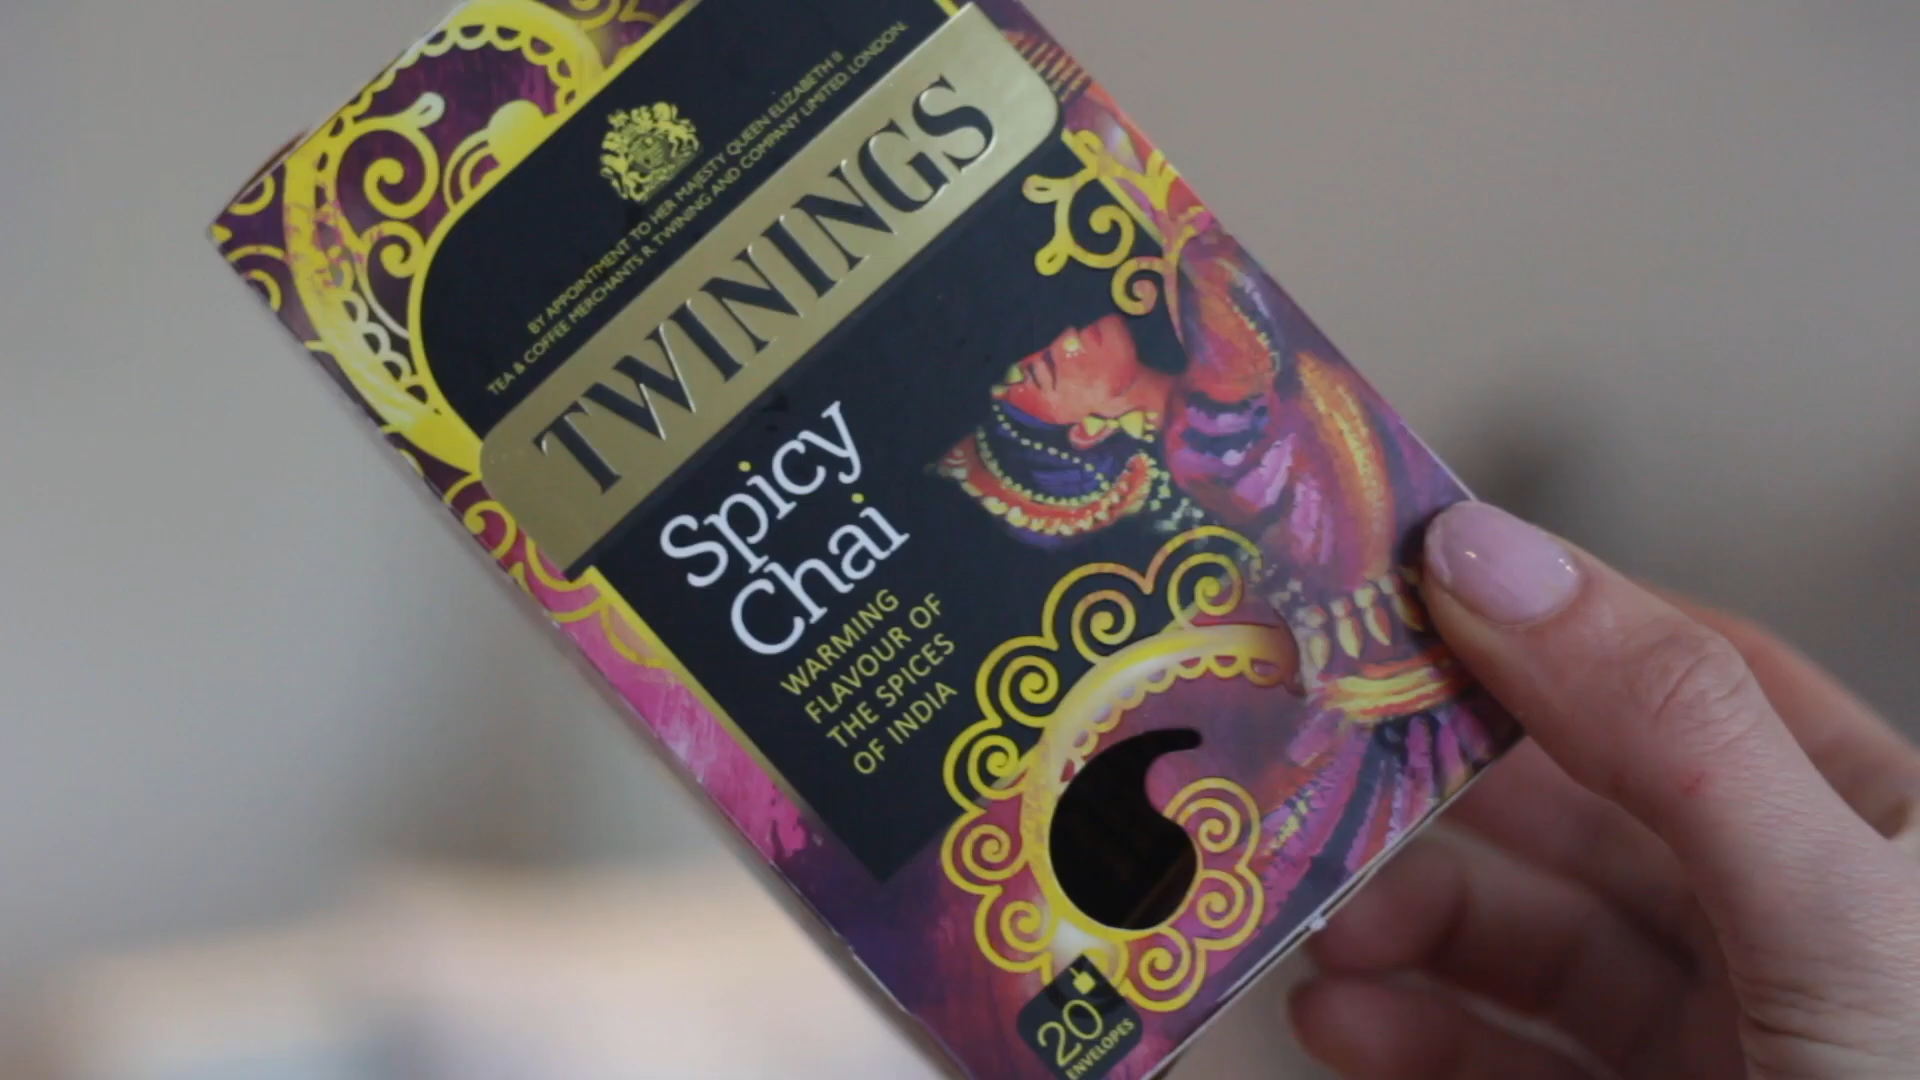 BY APPOINTMENT TO HER MAJESTY QUEEN ELIZABETH II
TEA & COFFEE MERCHANTS R. TWINING AND COMPANY LIMITED, LONDON.
TWININGS
Spicy
Chai
WARMING
FLAVOUR OF
THE SPICES
OF INDIA
20
ENVELOPES